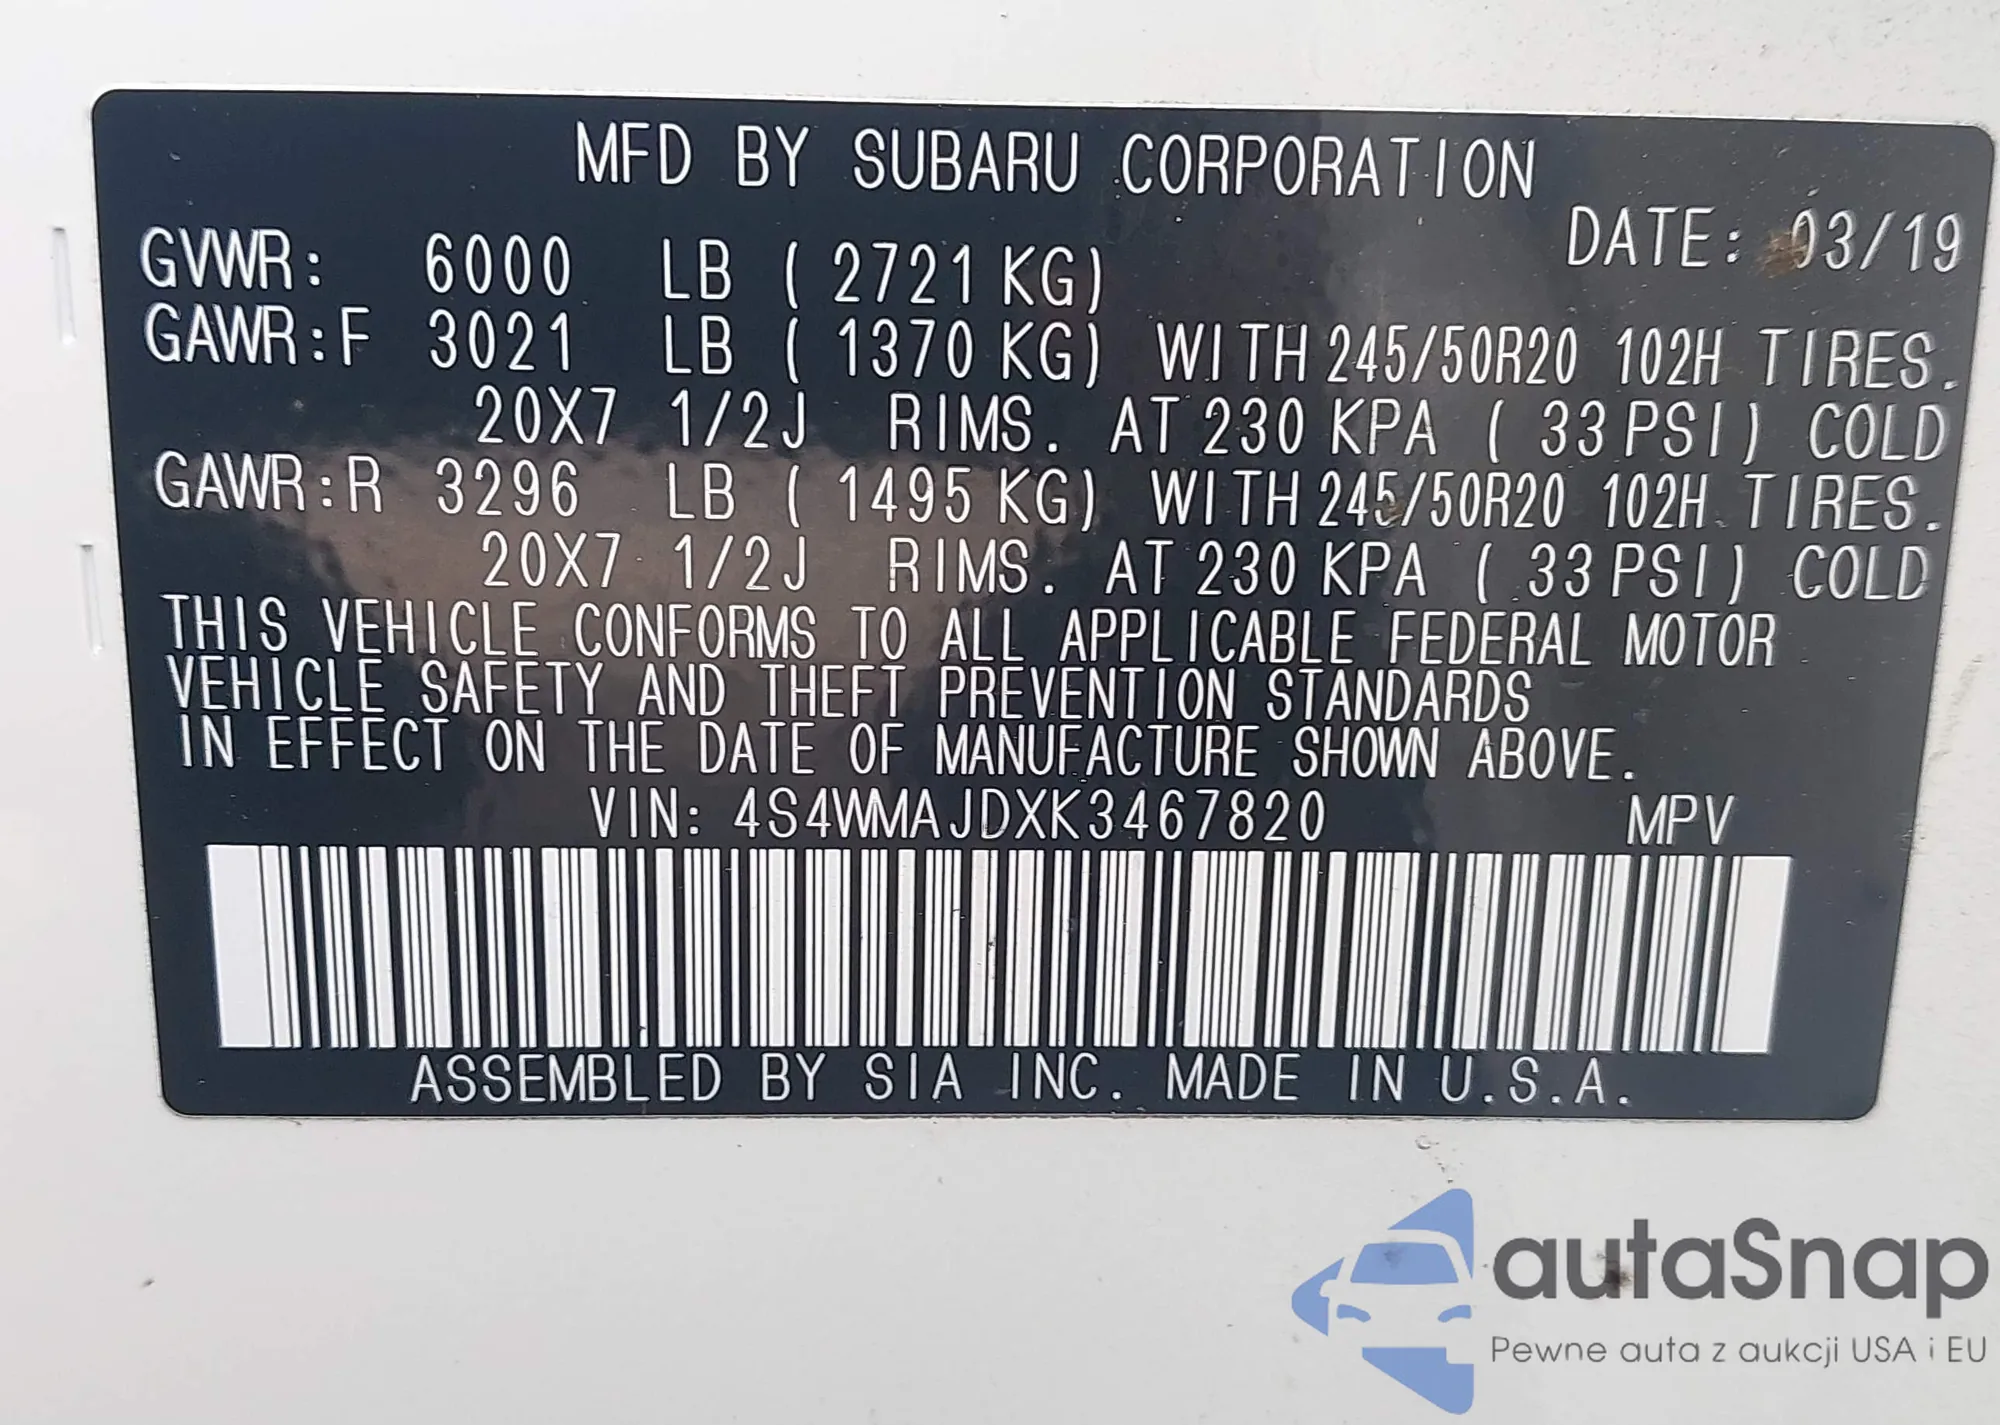 MFD BY SUBARU CORPORATION
DATE: 03/19
GVWR: 6000 LB ( 2721 KG)
GAWR:F 3021 LB ( 1370 KG) WITH 245/50R20 102H TIRES.
20X7 1/2J RIMS. AT 230 KPA ( 33 PSI) COLD
GAWR:R 3296 LB ( 1495 KG) WITH 245/50R20 102H TIRES.
20X7 1/2J RIMS. AT 230 KPA ( 33 PSI) COLD
THIS VEHICLE CONFORMS TO ALL APPLICABLE FEDERAL MOTOR
VEHICLE SAFETY AND THEFT PREVENTION STANDARDS
IN EFFECT ON THE DATE OF MANUFACTURE SHOWN ABOVE.
VIN: 4S4WMAJDXK3467820 MPV
ASSEMBLED BY SIA INC. MADE IN U.S.A.
autaSnap
Pewne auta z aukcji USA i EU